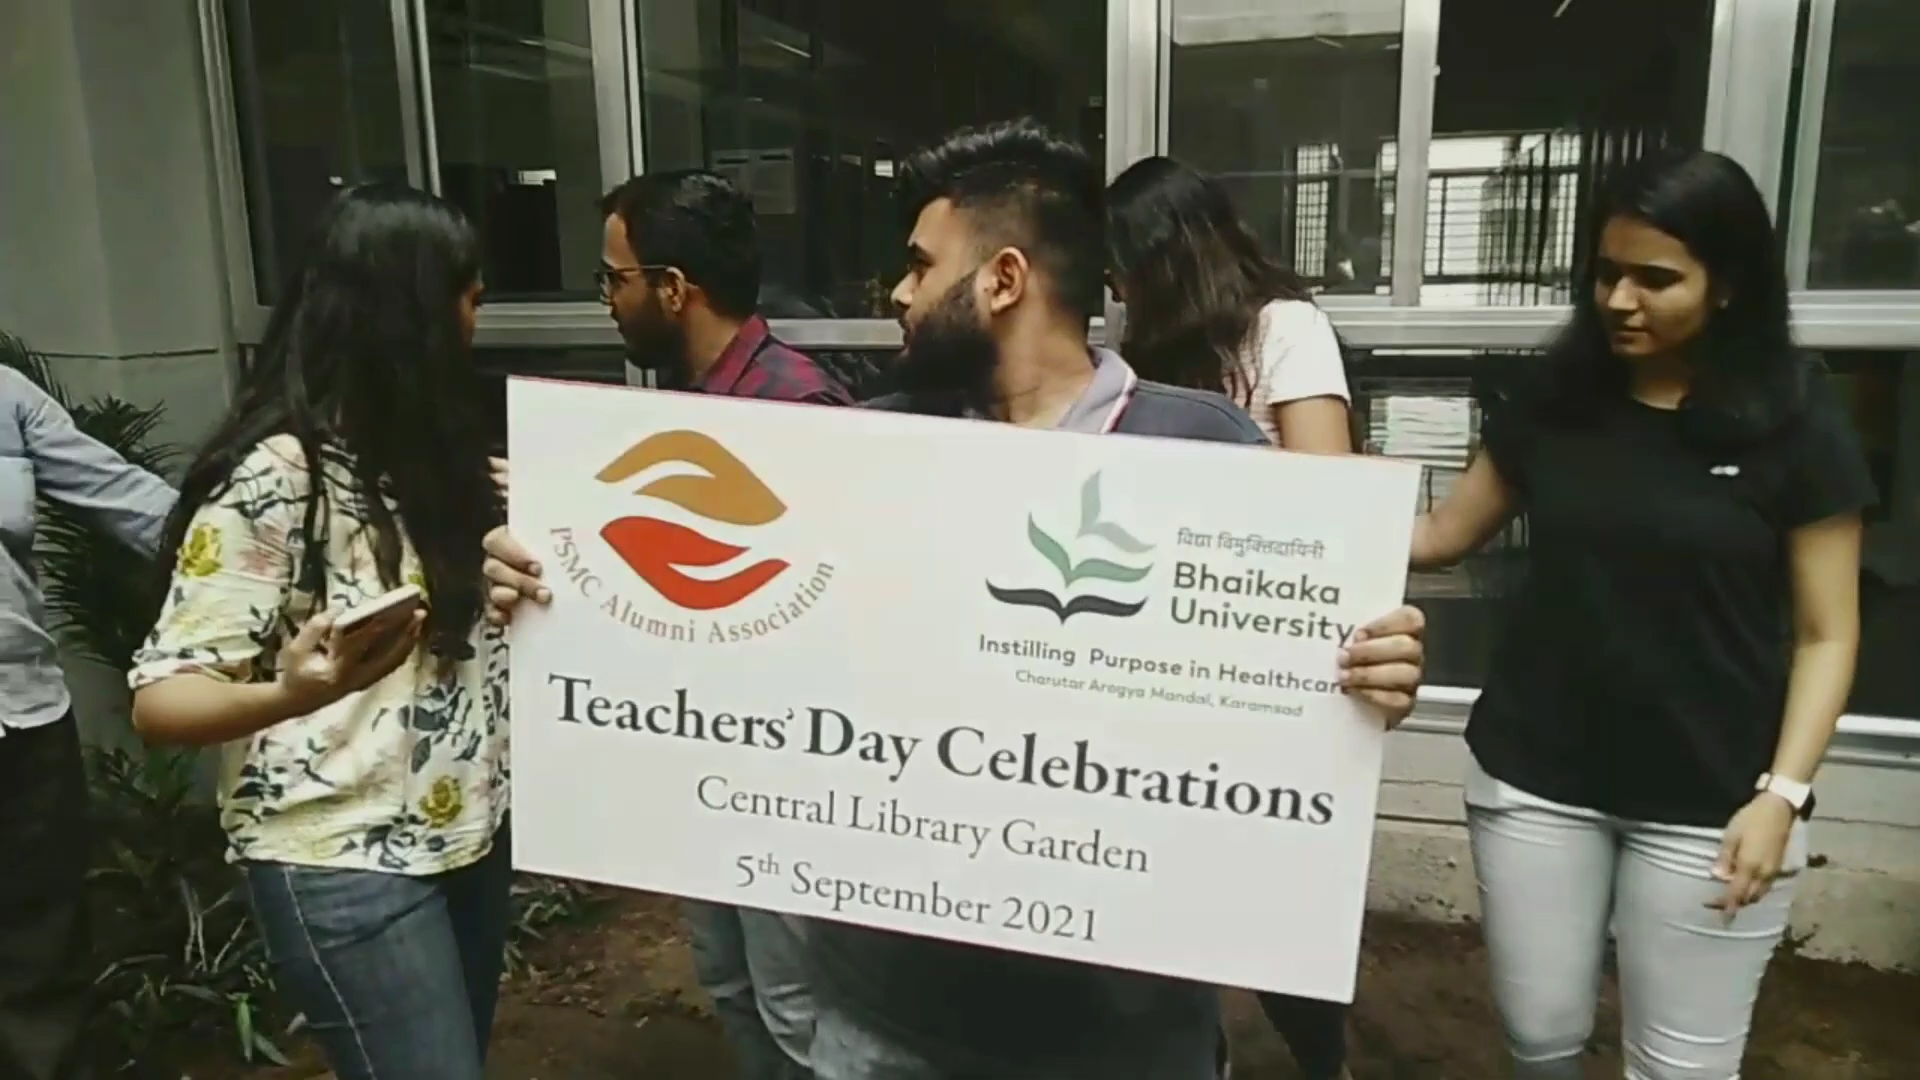 PSMC Alumni Association
विद्या विमुक्तिदायिनी
Bhaikaka
University
Instilling Purpose in Healthcar
Charutar Arogya Mandal, Karamsad
Teachers' Day Celebrations
Central Library Garden
5th September 2021